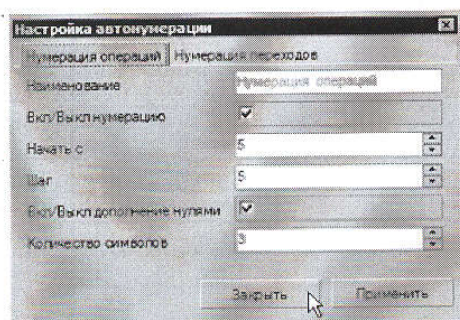 Настройка автонумерации
Нумерация операций Нумерация переходов
Наименование Нумерация операций
Вкл/Выкл нумерацию
Начать с 5
Шаг 5
Вкл/Выкл дополнение нулями
Количество символов 3
Закрыть Применить